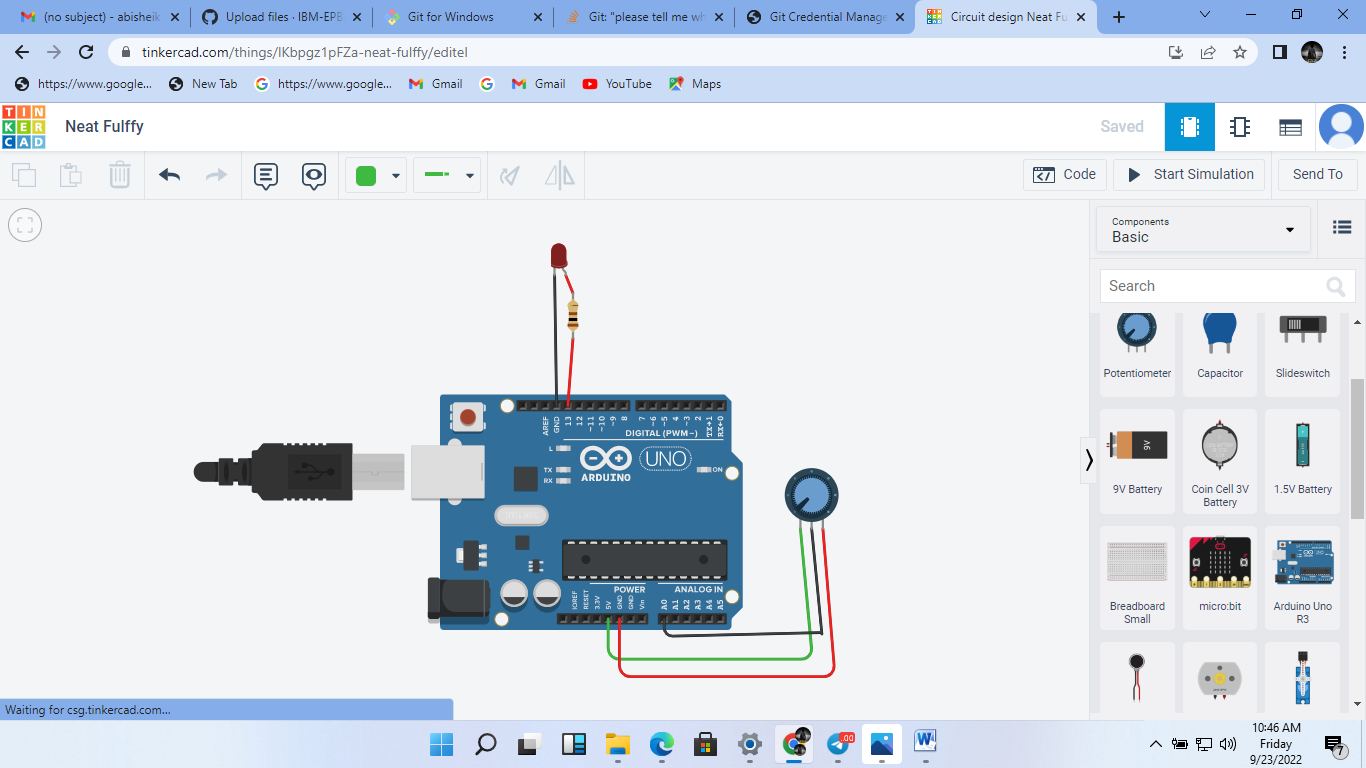 (no subject) - abisheik
Upload files · IBM-EPB
Git for Windows
Git: "please tell me wh
Git Credential Manage
Circuit design Neat Fu
tinkercad.com/things/lKbpgz1pFZa-neat-fulffy/editel
https://www.google...
New Tab
https://www.google...
Gmail
Gmail
YouTube
Maps
TIN
KER
CAD
Neat Fulffy
Saved
Code
Start Simulation
Send To
Components
Basic
Search
Potentiometer
Capacitor
Slideswitch
9V
9V Battery
Coin Cell 3V
Battery
1.5V Battery
Breadboard
Small
micro:bit
Arduino Uno
R3
AREF
GND
13
12
~11
~10
~9
8
7
~6
~5
4
~3
2
TX→1
RX←0
DIGITAL (PWM~)
L
TX
RX
ARDUINO
UNO
ON
POWER
ANALOG IN
IOREF
RESET
3.3V
5V
GND
GND
Vin
A0
A1
A2
A3
A4
A5
Waiting for csg.tinkercad.com...
.00
W
10:46 AM
Friday
9/23/2022
7